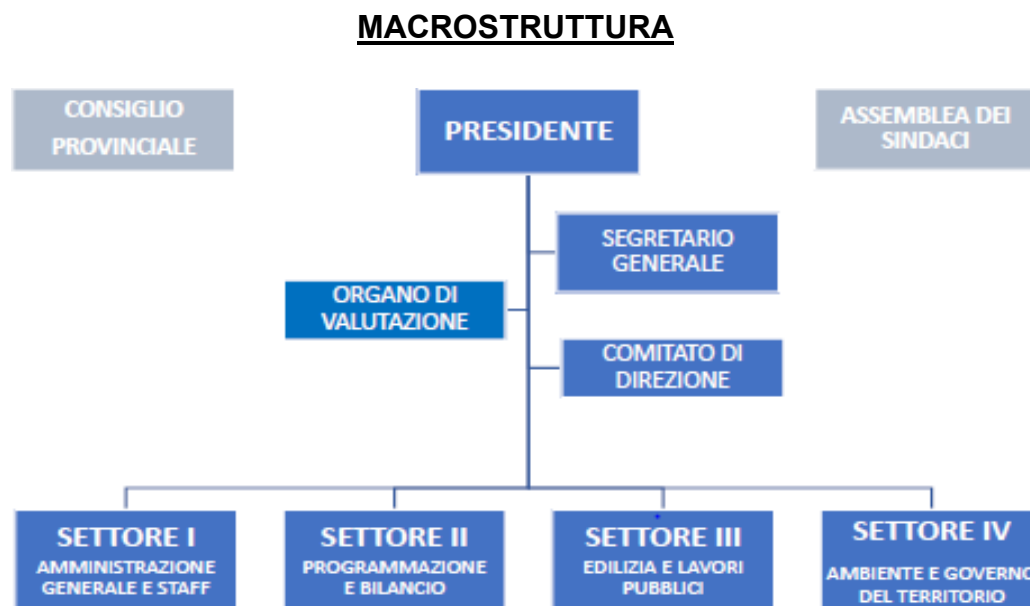 MACROSTRUTTURA
CONSIGLIO
PROVINCIALE
PRESIDENTE
ASSEMBLEA DEI
SINDACI
SEGRETARIO
GENERALE
ORGANO DI
VALUTAZIONE
COMITATO DI
DIREZIONE
SETTORE I
AMMINISTRAZIONE
GENERALE E STAFF
SETTORE II
PROGRAMMAZIONE
E BILANCIO
SETTORE III
EDILIZIA E LAVORI
PUBBLICI
SETTORE IV
AMBIENTE E GOVERNO
DEL TERRITORIO